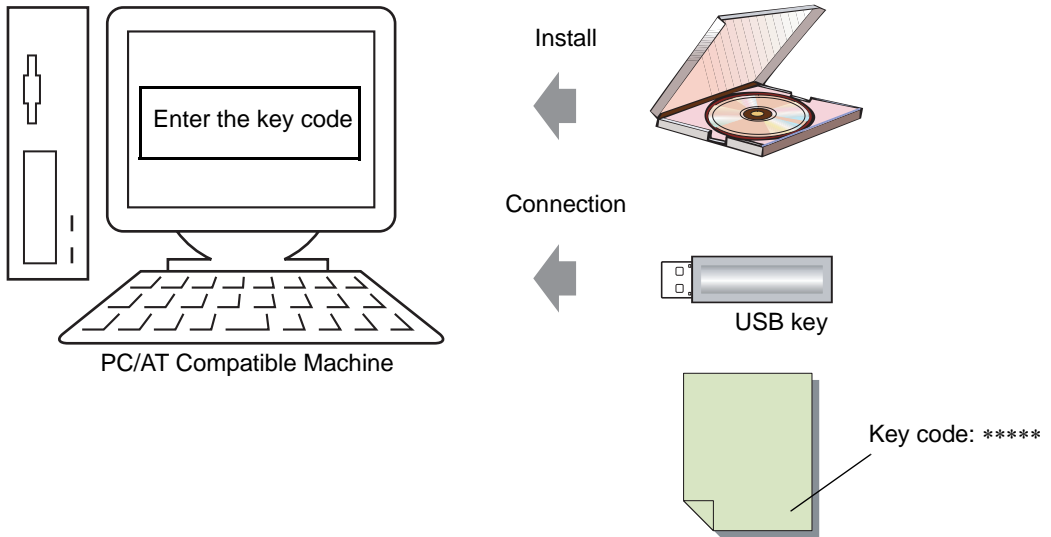 Install
Enter the key code
Connection
USB key
PC/AT Compatible Machine
Key code: *****